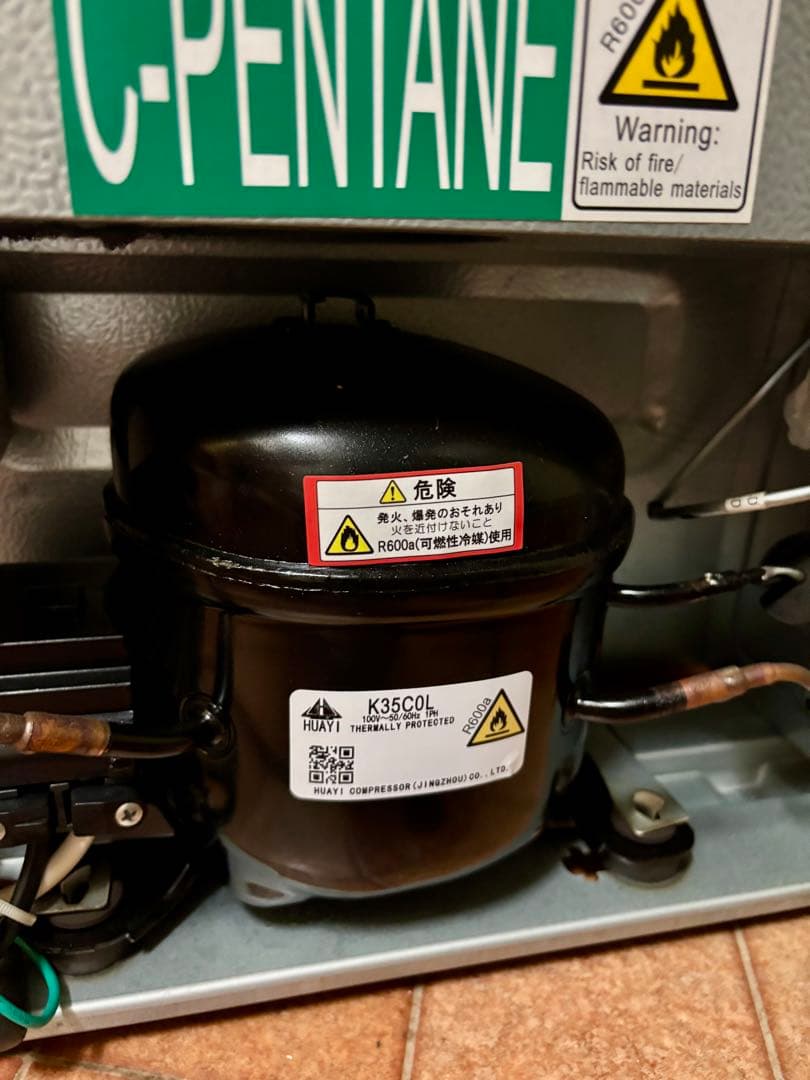 C-PENTANE
R600
Warning:
Risk of fire/
flammable materials
危険
発火、爆発のおそれあり
火を近付けないこと
R600a(可燃性冷媒)使用
HUAYI
K35C0L
100V~50/60Hz 1PH
THERMALLY PROTECTED
R600a
HUAYI COMPRESSOR(JINGZHOU)CO.,LTD.